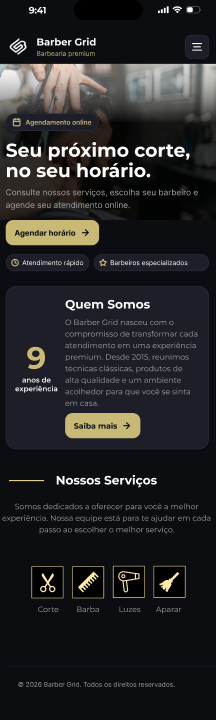 9:41
Barber Grid
Barbearia premium
Agendamento online
Seu próximo corte,
no seu horário.
Consulte nossos serviços, escolha seu barbeiro e
agende seu atendimento online.
Agendar horário
Atendimento rápido
Barbeiros especializados
Quem Somos
O Barber Grid nasceu com o
compromisso de transformar cada
atendimento em uma experiência
premium. Desde 2015, reunimos
técnicas clássicas, produtos de
alta qualidade e um ambiente
acolhedor para que você se sinta
em casa.
9
anos de
experiência
Saiba mais
Nossos Serviços
Somos dedicados a oferecer para você a melhor
experiência. Nossa equipe está para te ajudar em cada
passo ao escolher o melhor serviço.
Corte
Barba
Luzes
Aparar
© 2026 Barber Grid. Todos os direitos reservados.